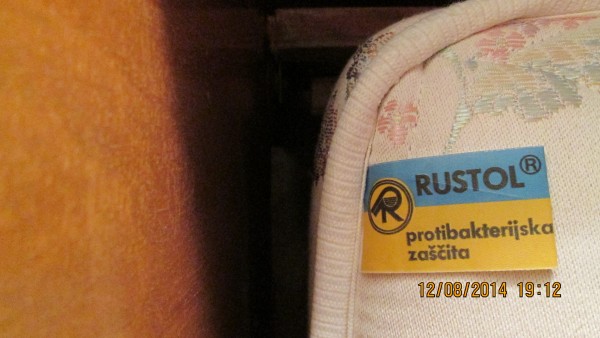 RUSTOL®
protibakterijska
zaščita
12/08/2014 19:12